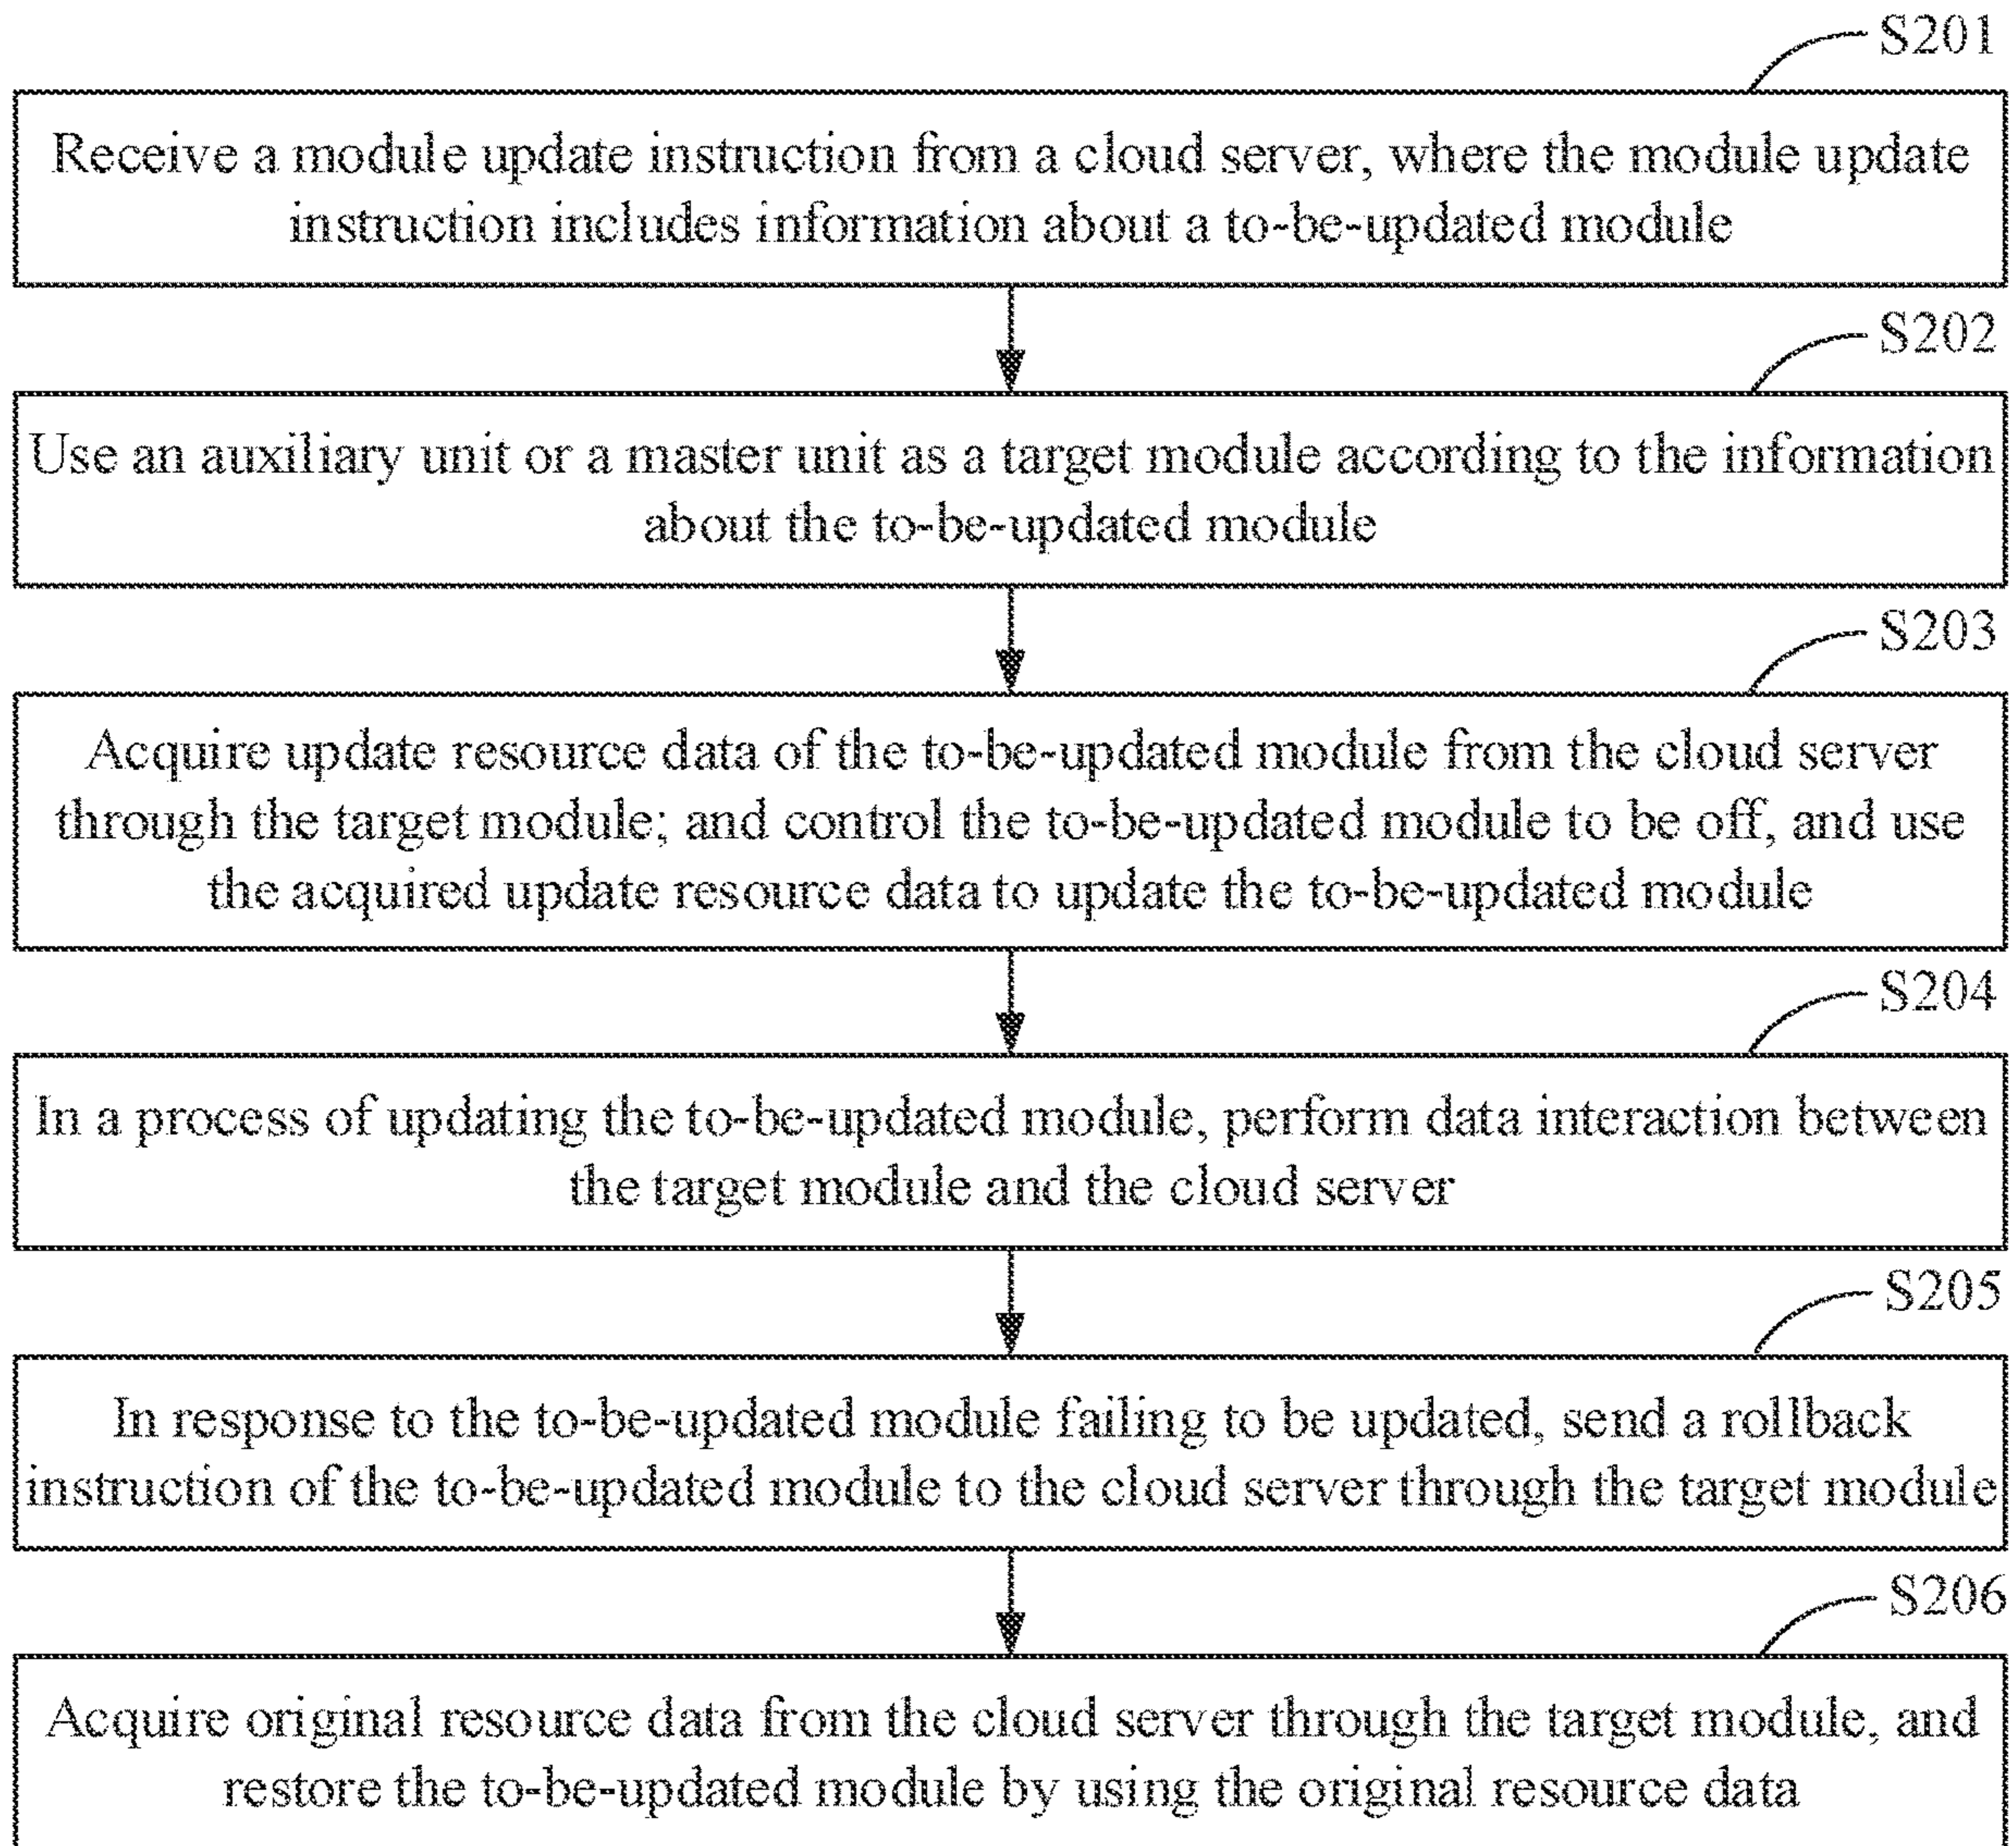 S201
Receive a module update instruction from a cloud server, where the module update
instruction includes information about a to-be-updated module
S202
Use an auxiliary unit or a master unit as a target module according to the information
about the to-be-updated module
S203
Acquire update resource data of the to-be-updated module from the cloud server
through the target module; and control the to-be-updated module to be off, and use
the acquired update resource data to update the to-be-updated module
S204
In a process of updating the to-be-updated module, perform data interaction between
the target module and the cloud server
S205
In response to the to-be-updated module failing to be updated, send a rollback
instruction of the to-be-updated module to the cloud server through the target module
S206
Acquire original resource data from the cloud server through the target module, and
restore the to-be-updated module by using the original resource data